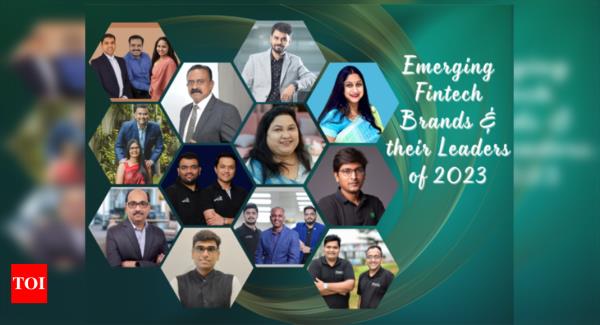 Emerging
Fintech
Brands &
their Leaders
of 2023
TOI